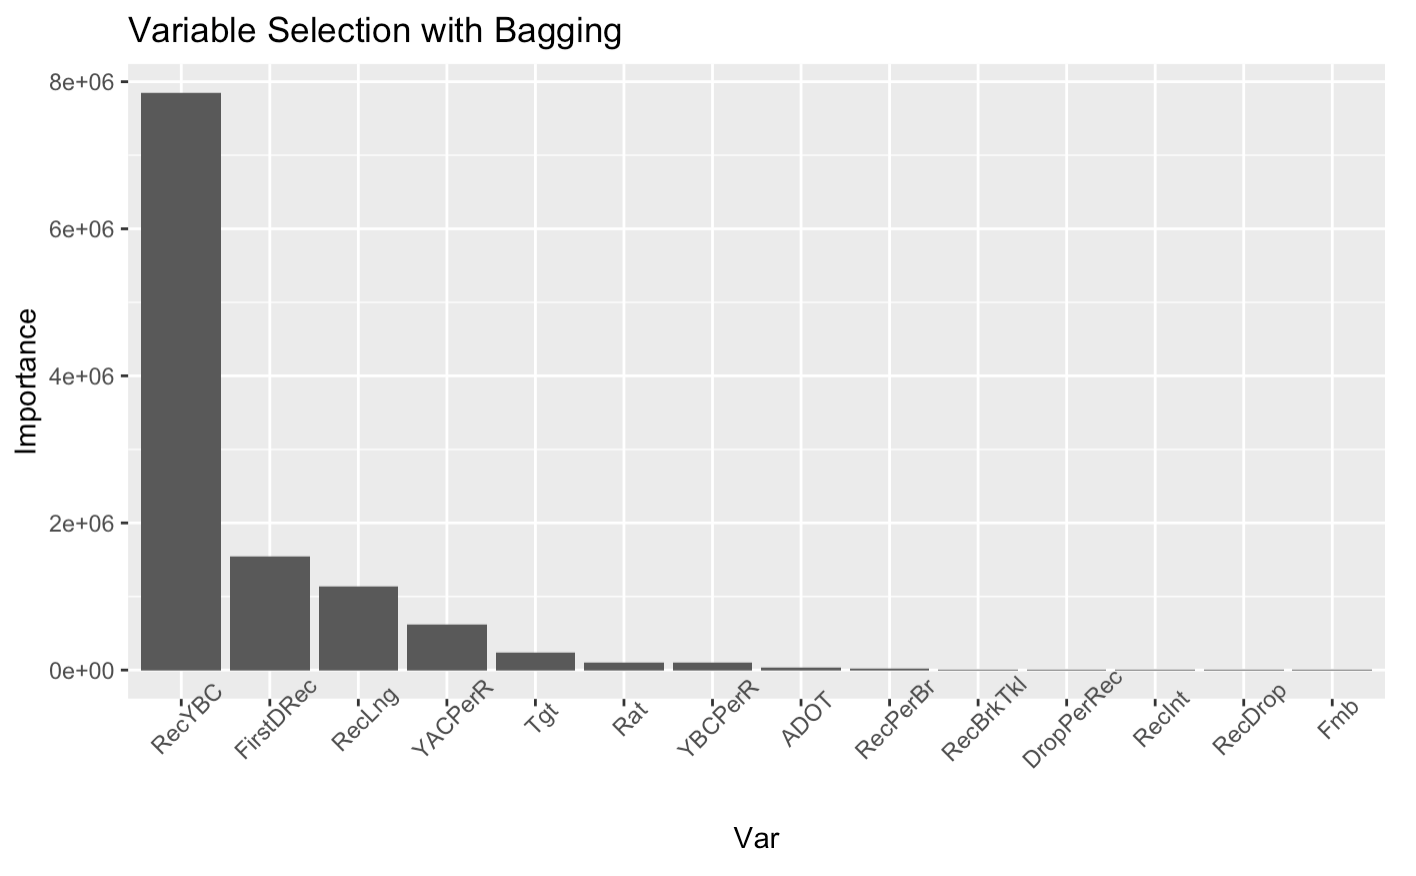 Variable Selection with Bagging
8e+06
6e+06
4e+06
2e+06
0e+00
Importance
RecYBC
FirstDRec
RecLng
YACPerR
Tgt
Rat
YBCPerR
ADOT
RecPerBr
RecBrkTkl
DropPerRec
RecInt
RecDrop
Fmb
Var